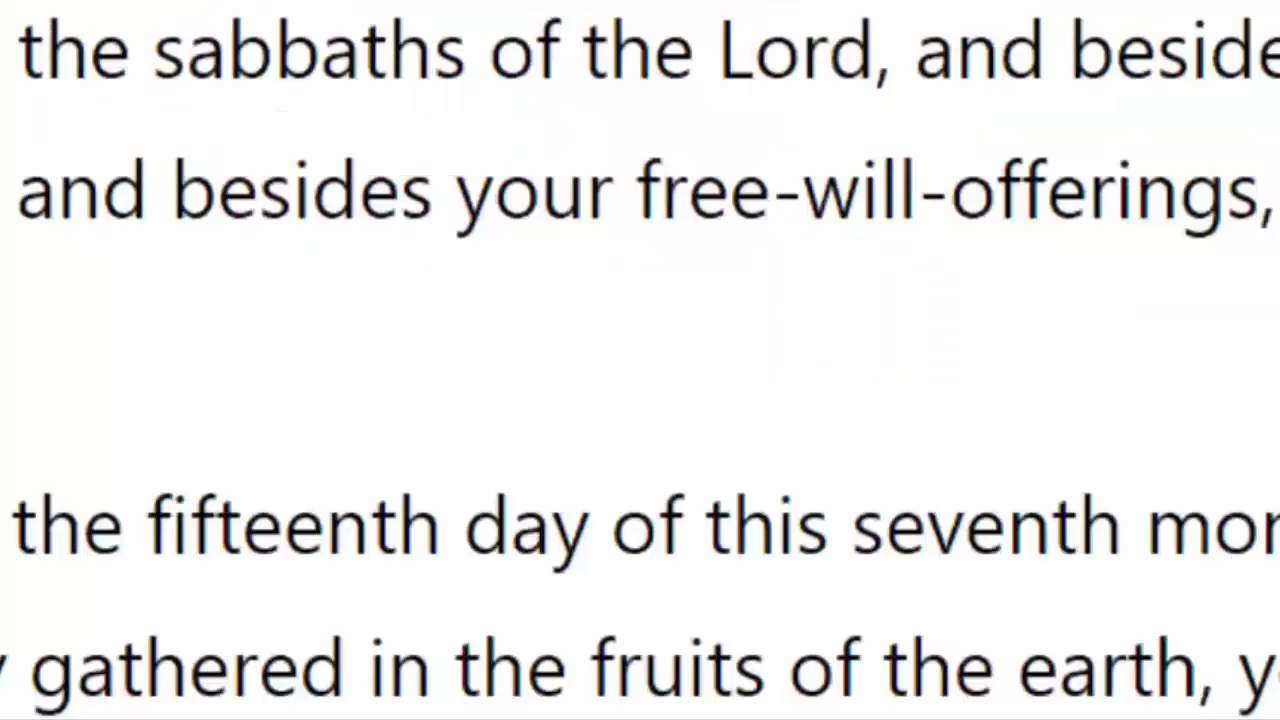 the sabbaths of the Lord, and beside
and besides your free-will-offerings,
the fifteenth day of this seventh
gathered in the fruits of the earth,